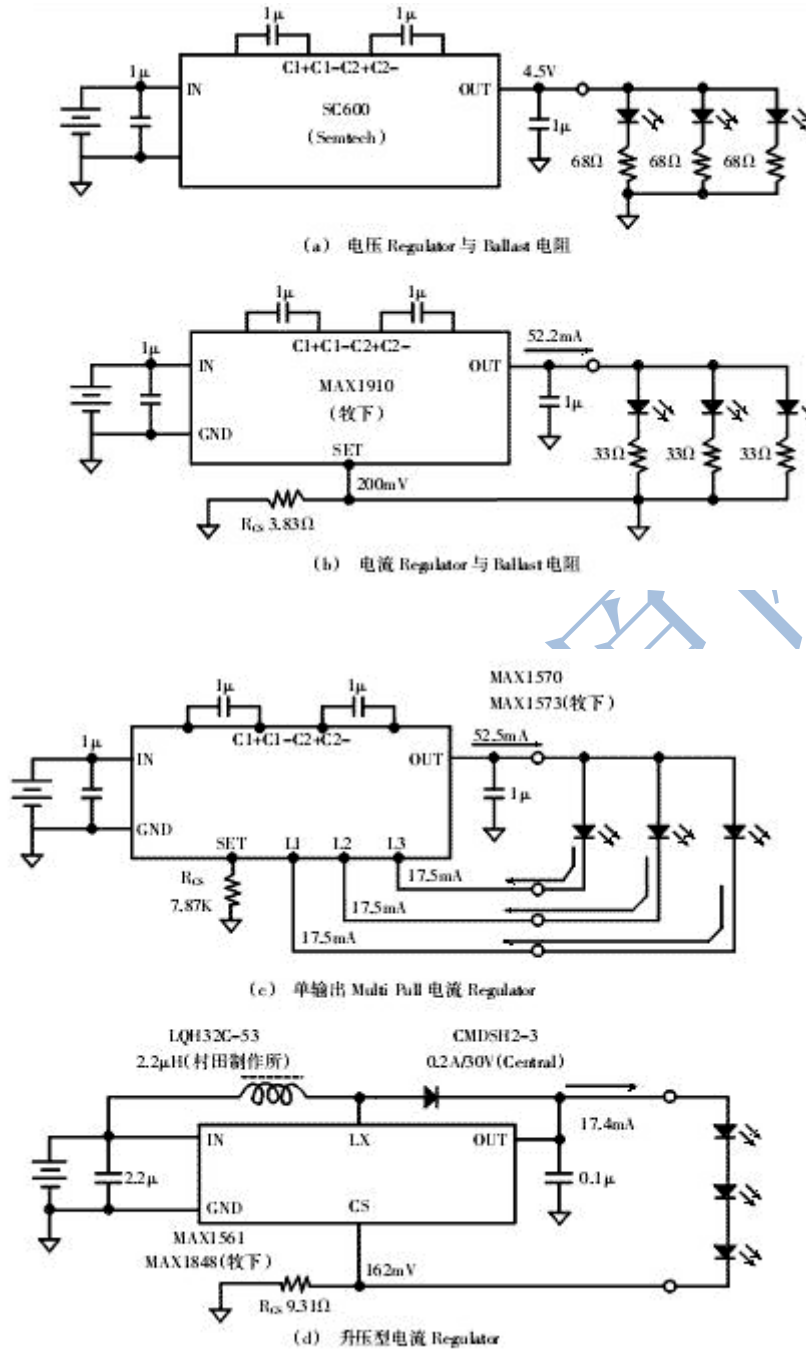 1μ 1μ
1μ C1+C1-C2+C2- 4.5V
IN OUT
SC600
(Semtech) 1μ
68Ω 68Ω 68Ω
(a) 电压 Regulator 与 Ballast 电阻
1μ 1μ
1μ C1+C1-C2+C2- 52.2mA
IN OUT
MAX1910
(牧下) 1μ
GND
SET 33Ω 33Ω 33Ω
200mV
RCS 3.83Ω
(b) 电流 Regulator 与 Ballast 电阻
MAX1570
MAX1573(牧下)
1μ 1μ
1μ C1+C1-C2+C2- 52.5mA
IN OUT
1μ
GND
SET L1 L2 L3
RCS
7.87K
17.5mA
17.5mA
17.5mA
(c) 单输出 Multi Pull 电流 Regulator
LQH32C-53 CMDSH2-3
2.2μH(村田制作所) 0.2A/30V(Central)
IN LX OUT 17.4mA
2.2μ 0.1μ
GND CS
MAX1561
MAX1848(牧下) 162mV
RCS 9.31Ω
(d) 升压型电流 Regulator